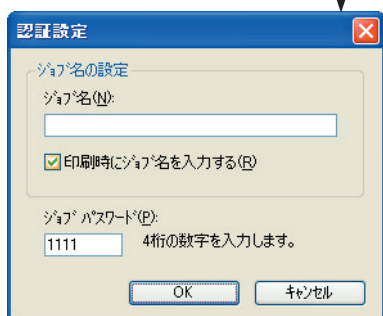 認証設定
ｼﾞｮﾌﾞ名の設定
ｼﾞｮﾌﾞ名(N):
印刷時にｼﾞｮﾌﾞ名を入力する(R)
ｼﾞｮﾌﾞ ﾊﾟｽﾜｰﾄﾞ(P):
1111 4桁の数字を入力します。
OK ｷｬﾝｾﾙ